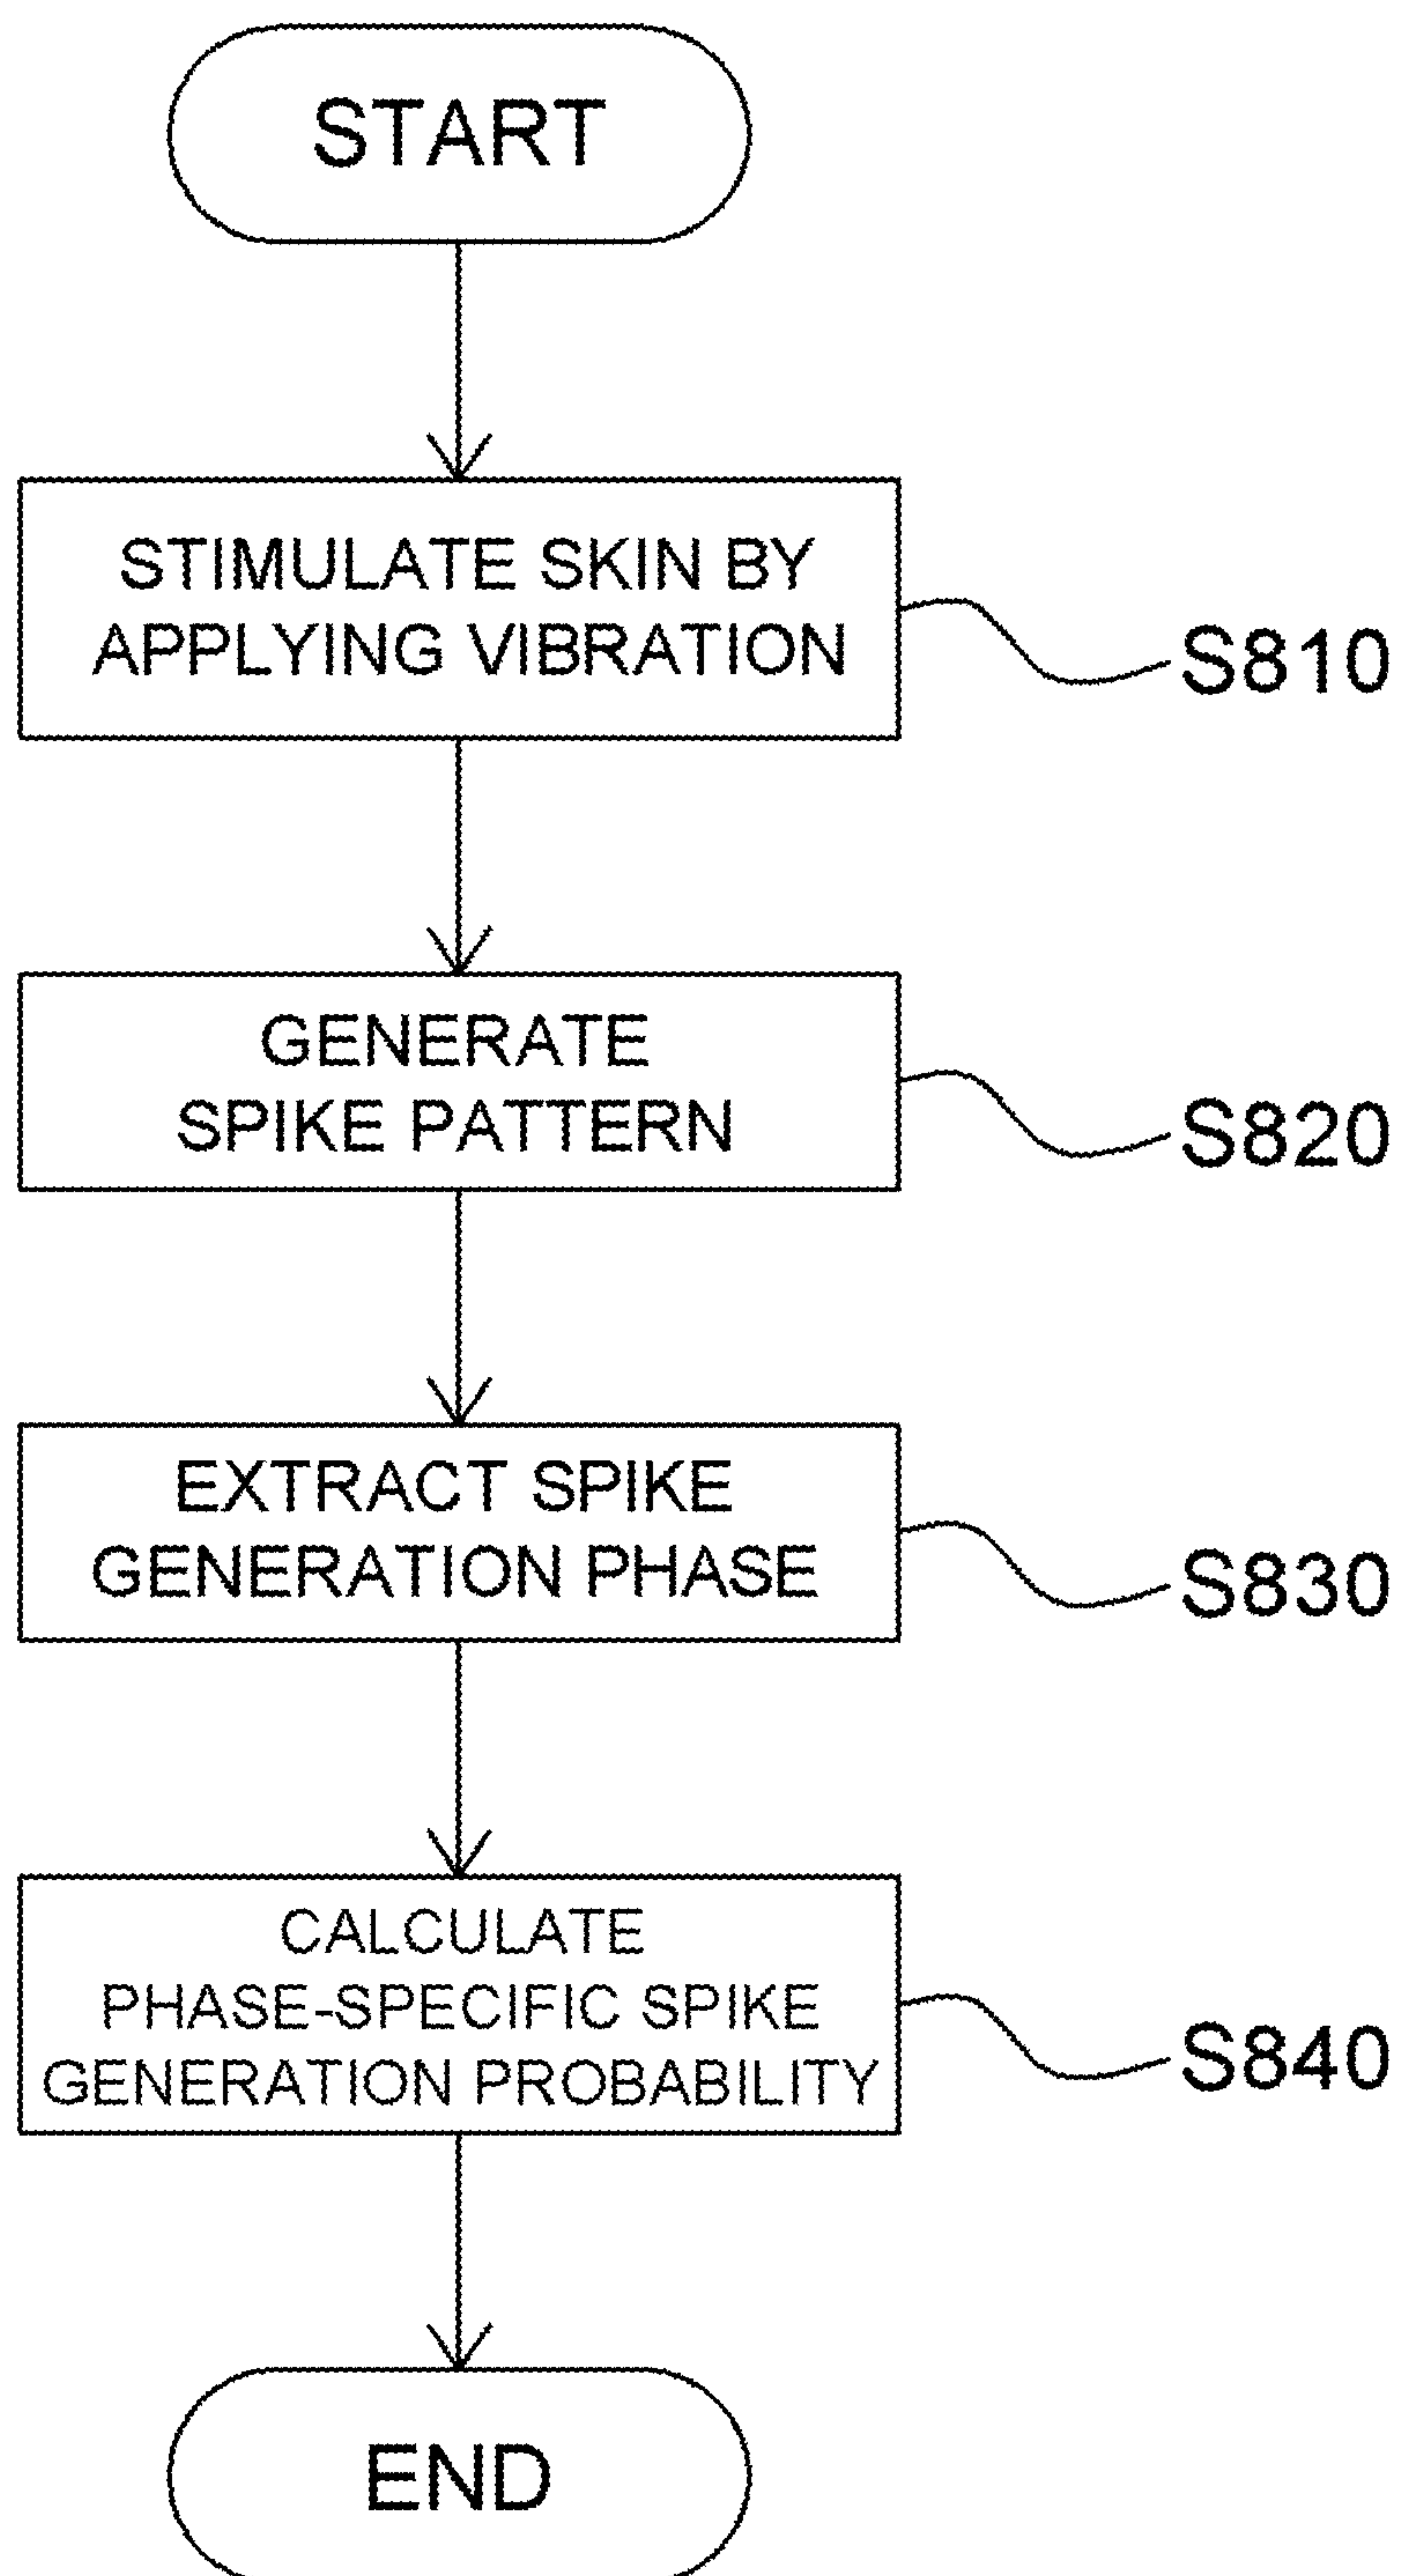 START
STIMULATE SKIN BY
APPLYING VIBRATION
S810
GENERATE
SPIKE PATTERN
S820
EXTRACT SPIKE
GENERATION PHASE
S830
CALCULATE
PHASE-SPECIFIC SPIKE
GENERATION PROBABILITY
S840
END